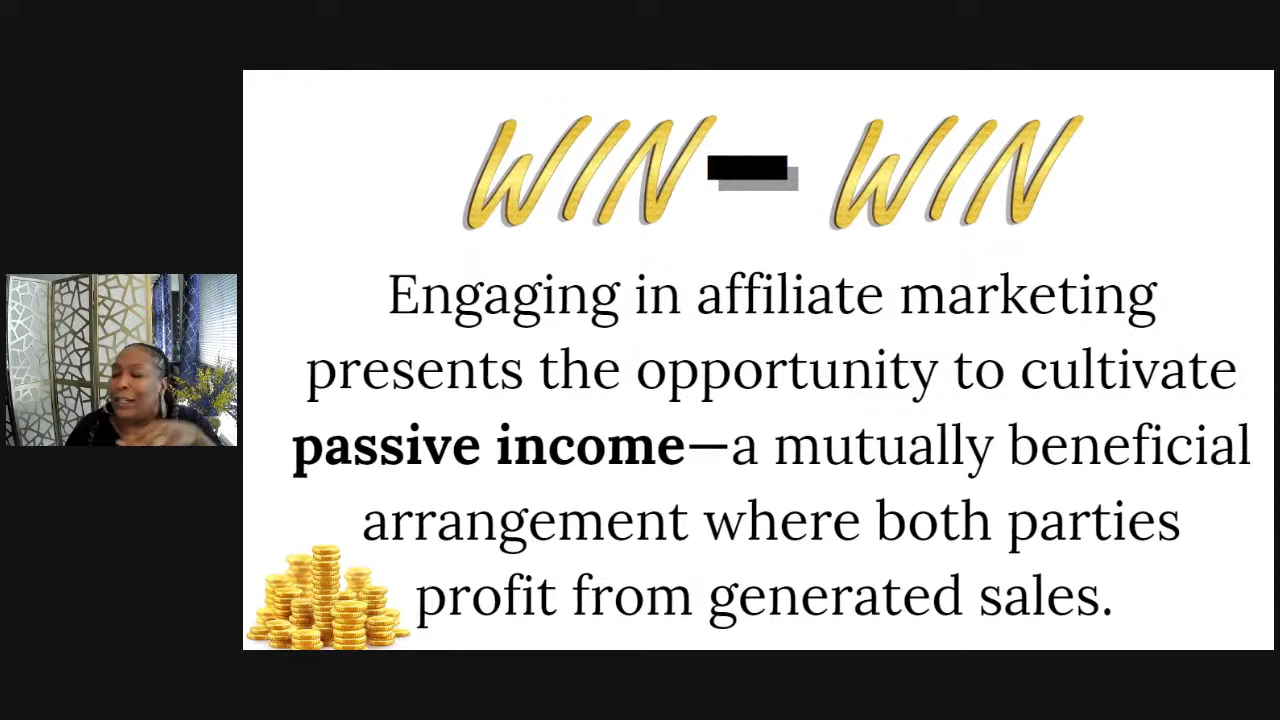 WIN - WIN
Engaging in affiliate marketing
presents the opportunity to cultivate
passive income—a mutually beneficial
arrangement where both parties
profit from generated sales.